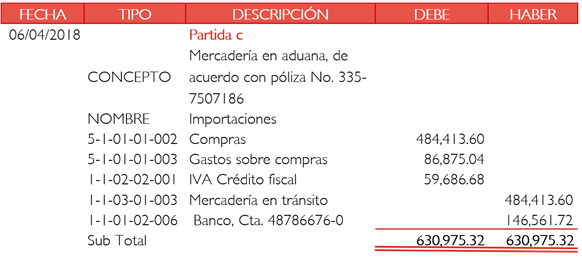 FECHA TIPO DESCRIPCIÓN DEBE HABER
06/04/2018 Partida c
Mercadería en aduana, de
CONCEPTO acuerdo con póliza No. 335-
7507186
NOMBRE Importaciones
5-1-01-01-002 Compras 484,413.60
5-1-01-01-003 Gastos sobre compras 86,875.04
1-1-02-02-001 IVA Crédito fiscal 59,686.68
1-1-03-01-003 Mercadería en tránsito 484,413.60
1-1-01-02-006 Banco, Cta. 48786676-0 146,561.72
Sub Total 630,975.32 630,975.32